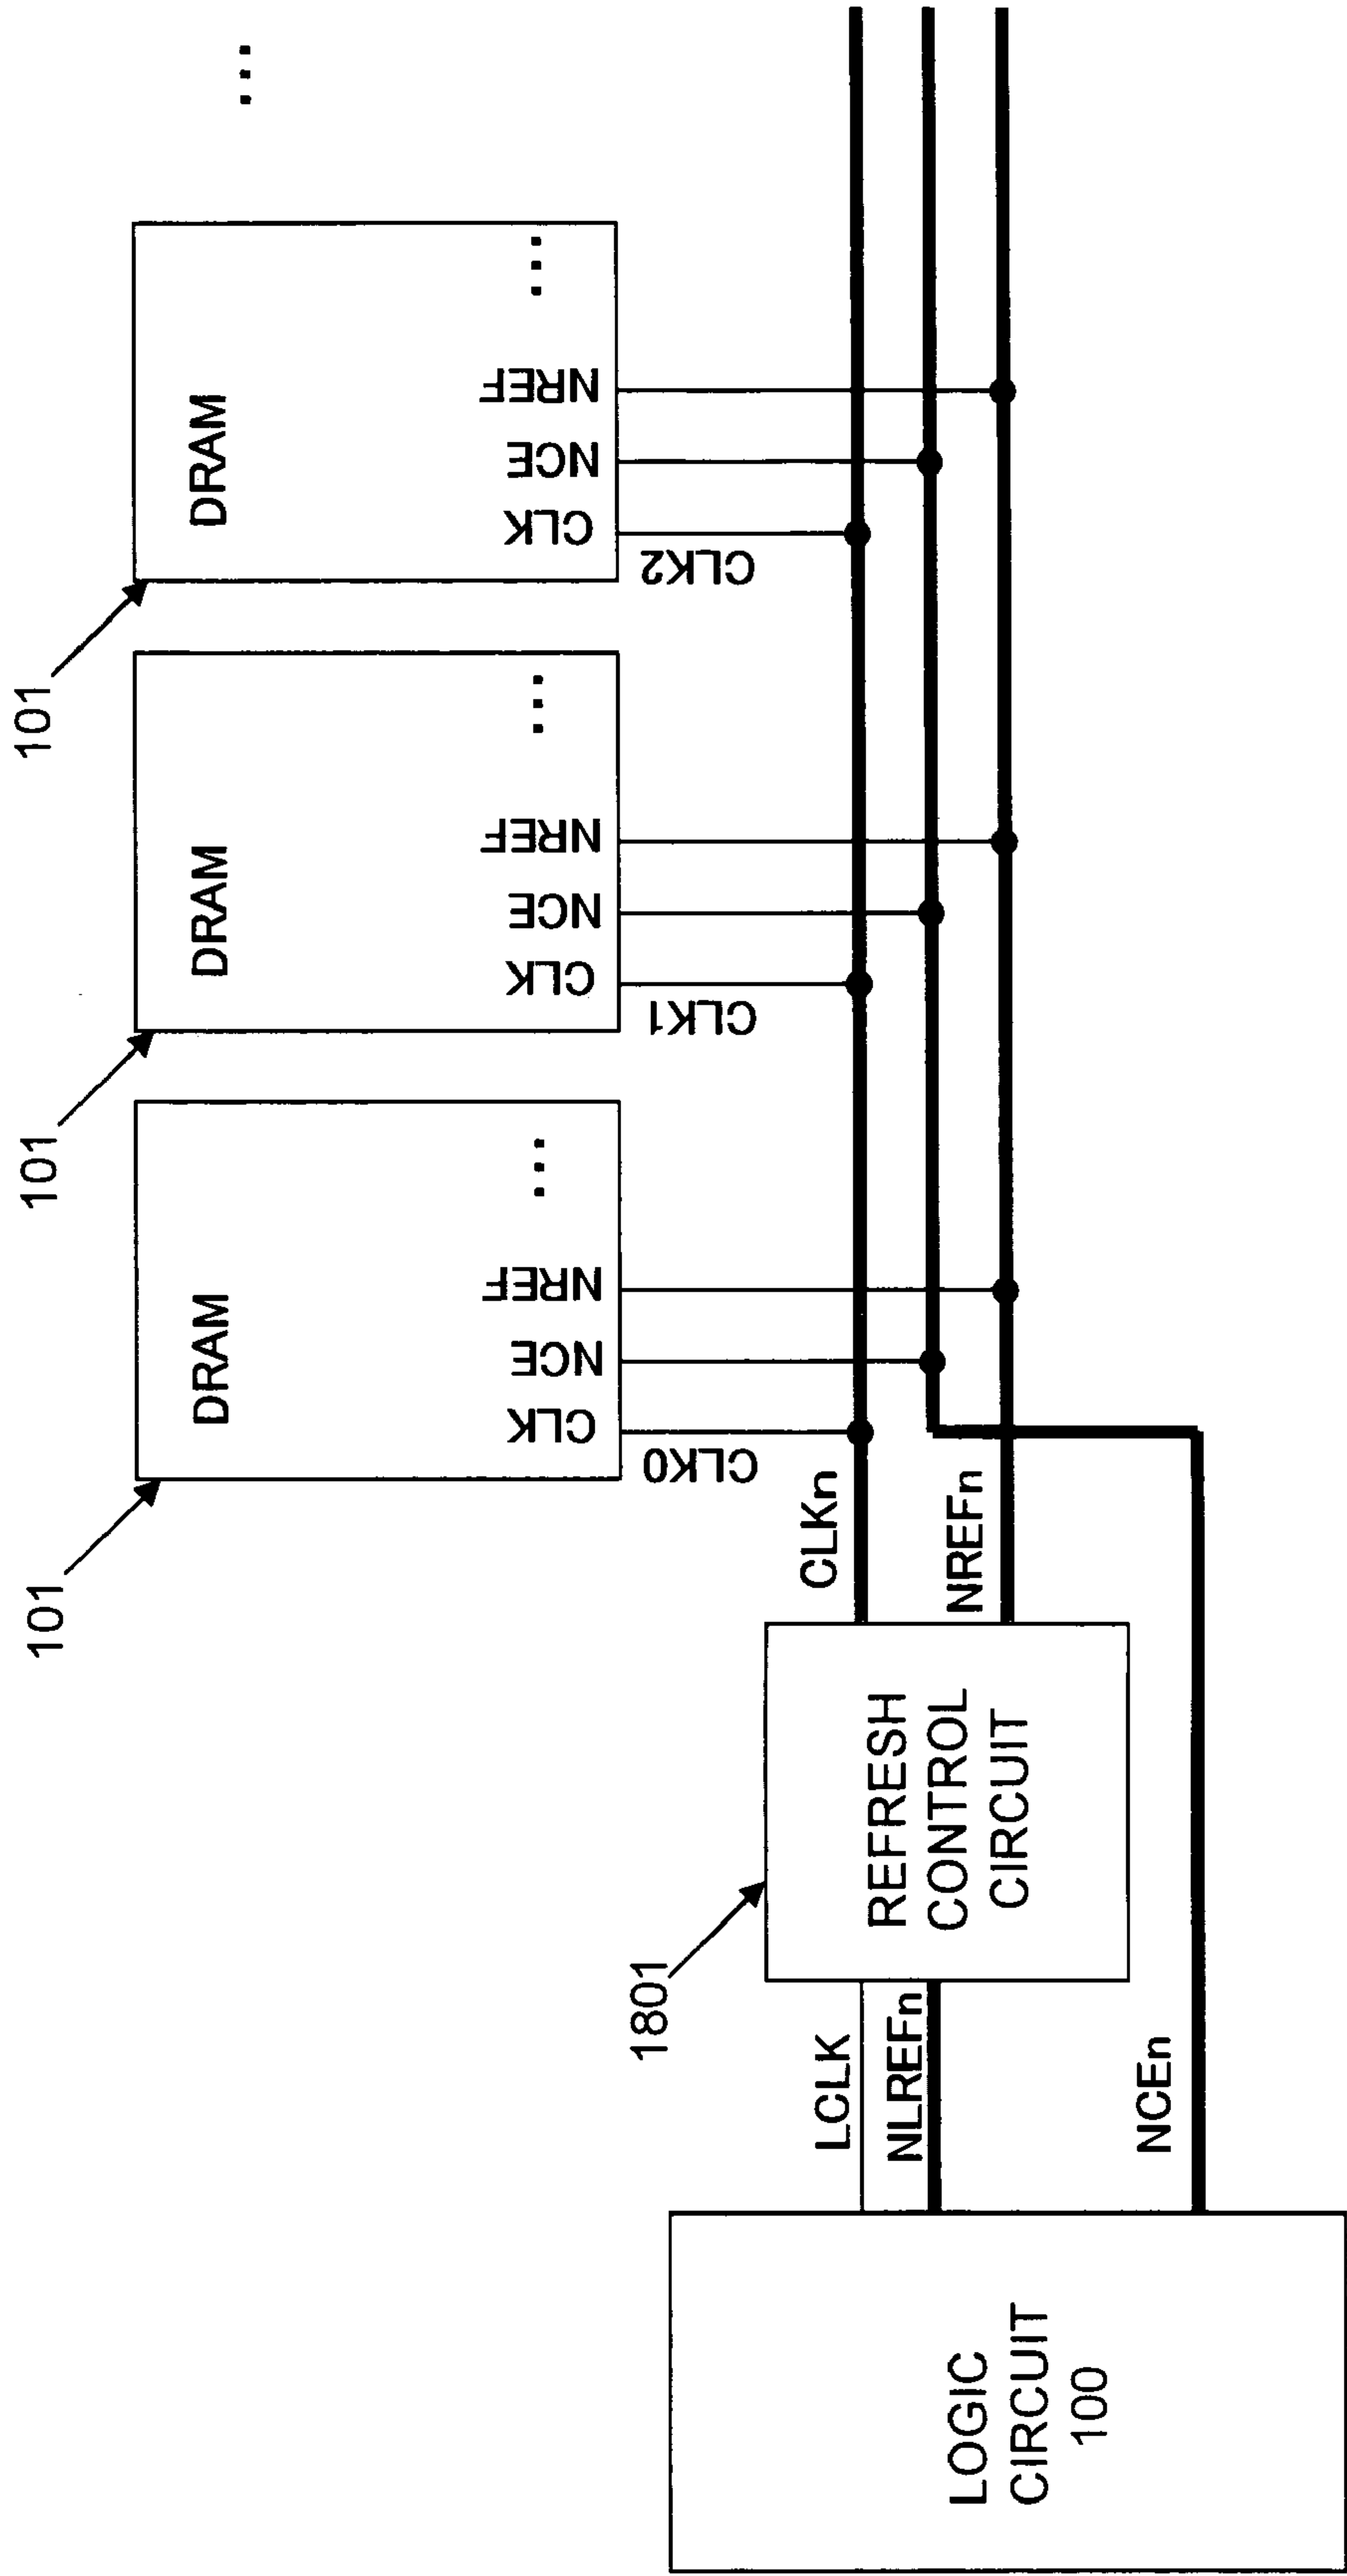 101
101
101
...
DRAM
DRAM
DRAM
CLK
NCE
NREF
...
CLK
NCE
NREF
...
CLK
NCE
NREF
...
CLK0
CLK1
CLK2
1801
LCLK
NLREFn
NCEn
REFRESH
CONTROL
CIRCUIT
CLKn
NREFn
LOGIC
CIRCUIT
100